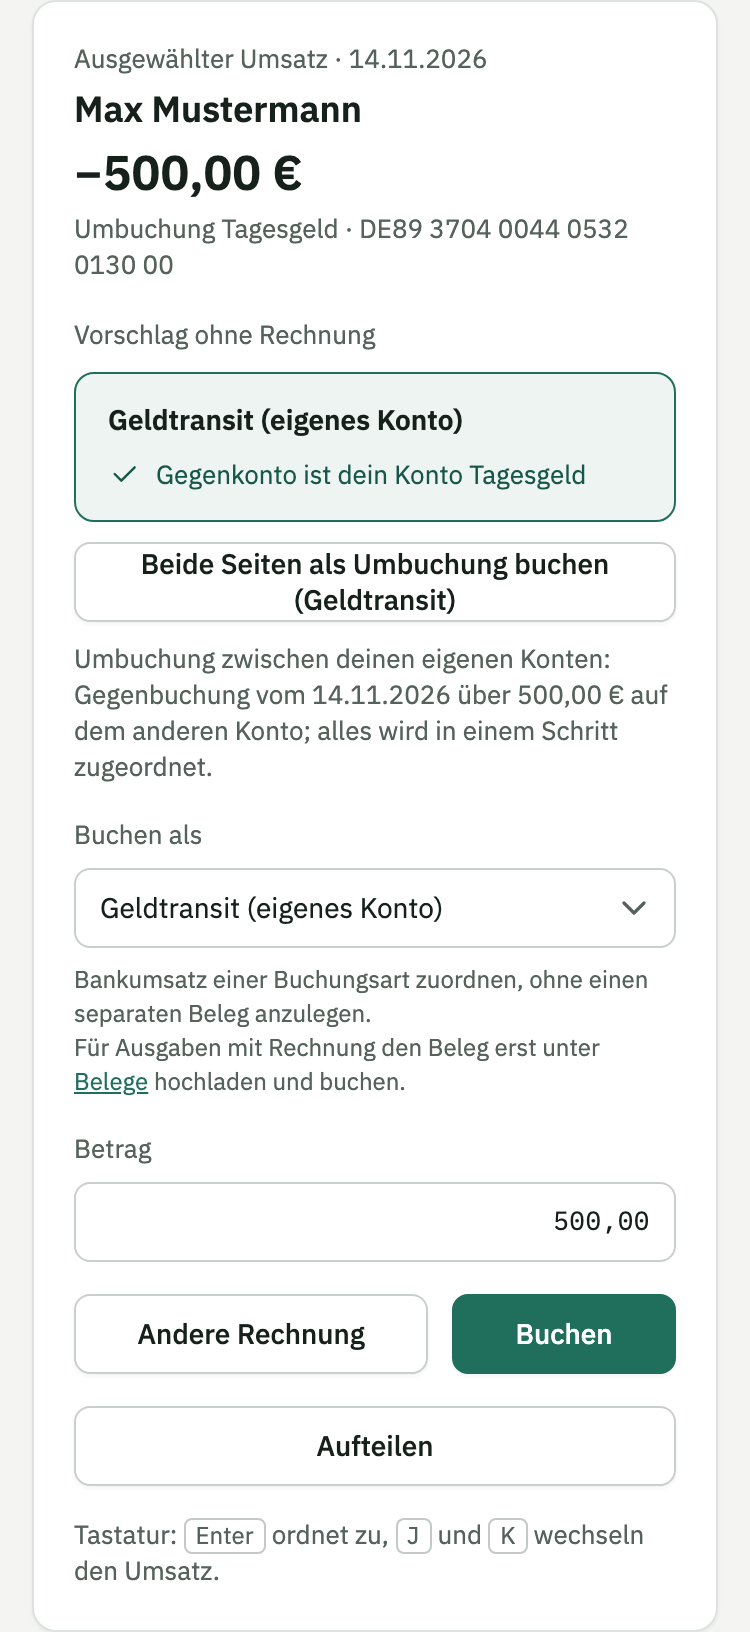 Ausgewählter Umsatz · 14.11.2026
Max Mustermann
−500,00 €
Umbuchung Tagesgeld · DE89 3704 0044 0532
0130 00
Vorschlag ohne Rechnung
Geldtransit (eigenes Konto)
✓ Gegenkonto ist dein Konto Tagesgeld
Beide Seiten als Umbuchung buchen
(Geldtransit)
Umbuchung zwischen deinen eigenen Konten:
Gegenbuchung vom 14.11.2026 über 500,00 € auf
dem anderen Konto; alles wird in einem Schritt
zugeordnet.
Buchen als
Geldtransit (eigenes Konto)
Bankumsatz einer Buchungsart zuordnen, ohne einen
separaten Beleg anzulegen.
Für Ausgaben mit Rechnung den Beleg erst unter
Belege hochladen und buchen.
Betrag
500,00
Andere Rechnung
Buchen
Aufteilen
Tastatur: Enter ordnet zu, J und K wechseln
den Umsatz.